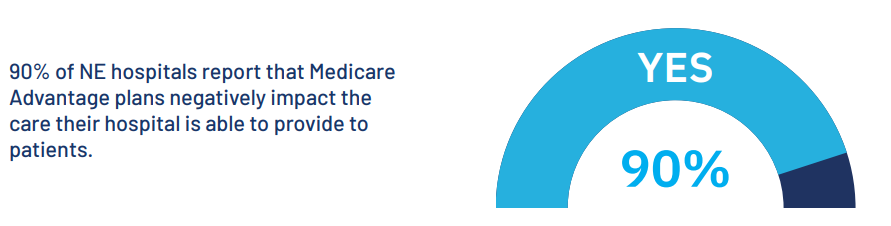 90% of NE hospitals report that Medicare
Advantage plans negatively impact the
care their hospital is able to provide to
patients.
YES
90%